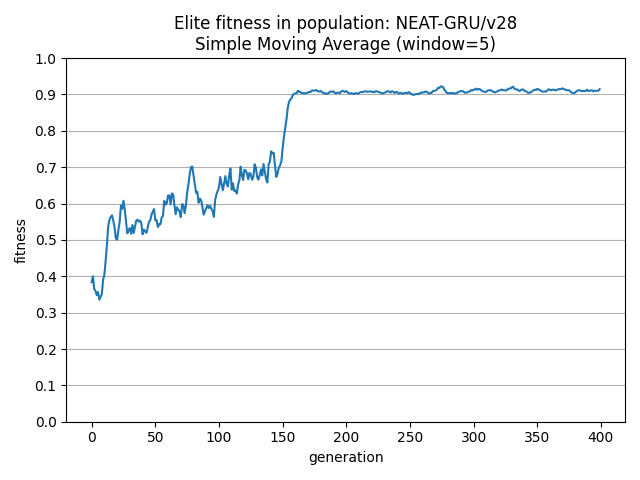 Elite fitness in population: NEAT-GRU/v28
Simple Moving Average (window=5)
1.0
0.9
0.8
0.7
0.6
0.5
0.4
0.3
0.2
0.1
0.0
fitness
0 50 100 150 200 250 300 350 400
generation